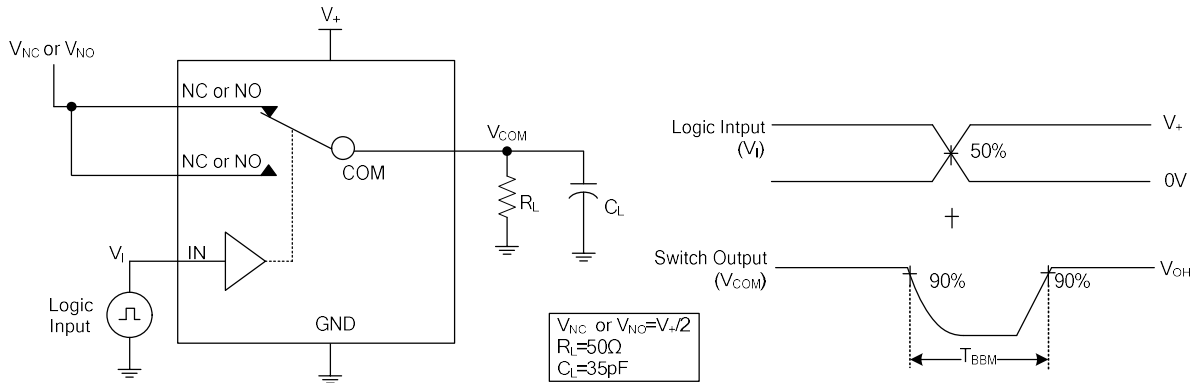 V+
VNC or VNO
NC or NO
NC or NO
COM
VCOM
RL
CL
VI
IN
Logic
Input
GND
VNC or VNO=V+/2
RL=50Ω
CL=35pF
Logic Intput
(VI)
50%
V+
0V
Switch Output
(VCOM)
90%
90%
VOH
TBBM